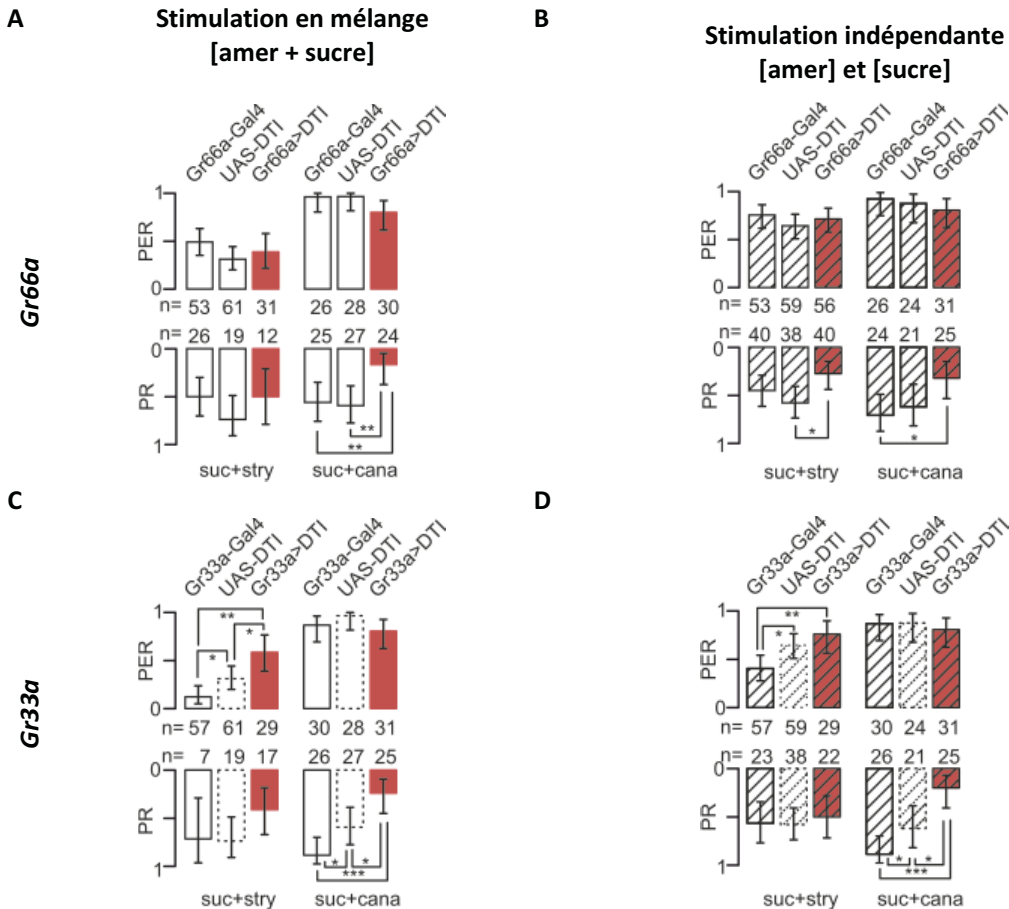 A
Stimulation en mélange
[amer + sucre]
B
Stimulation indépendante
[amer] et [sucre]
Gr66a
Gr66a-Gal4
UAS-DTI
Gr66a>DTI
Gr66a-Gal4
UAS-DTI
Gr66a>DTI
1
PER
0
n= 53 61 31 26 28 30
n= 26 19 12 25 27 24
0
PR
1
**
**
suc+stry
suc+cana
Gr66a-Gal4
UAS-DTI
Gr66a>DTI
Gr66a-Gal4
UAS-DTI
Gr66a>DTI
1
PER
0
n= 53 59 56 26 24 31
n= 40 38 40 24 21 25
0
PR
1
*
*
suc+stry
suc+cana
C
Gr33a
Gr33a-Gal4
UAS-DTI
Gr33a>DTI
Gr33a-Gal4
UAS-DTI
Gr33a>DTI
**
*
*
1
PER
0
n= 57 61 29 30 28 31
n= 7 19 17 26 27 25
0
PR
1
* *
***
suc+stry
suc+cana
D
Gr33a-Gal4
UAS-DTI
Gr33a>DTI
Gr33a-Gal4
UAS-DTI
Gr33a>DTI
**
*
1
PER
0
n= 57 59 29 30 24 31
n= 23 38 22 26 21 25
0
PR
1
* *
***
suc+stry
suc+cana